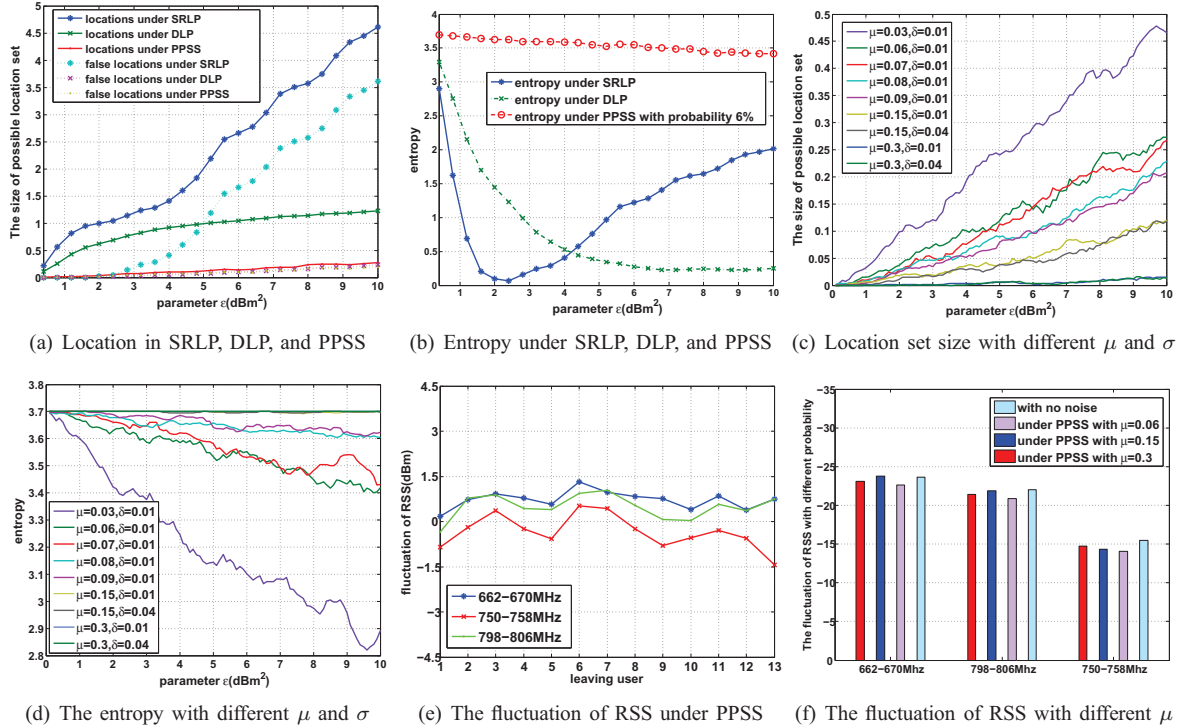 The size of possible location set
5
4.5
4
3.5
3
2.5
2
1.5
1
0.5
0
locations under SRLP
locations under DLP
locations under PPSS
false locations under SRLP
false locations under DLP
false locations under PPSS
1 2 3 4 5 6 7 8 9 10
parameter ε(dBm²)
(a) Location in SRLP, DLP, and PPSS
entropy
4
3.5
3
2.5
2
1.5
1
0.5
0
entropy under SRLP
entropy under DLP
entropy under PPSS with probability 6%
1 2 3 4 5 6 7 8 9 10
parameter ε(dBm²)
(b) Entropy under SRLP, DLP, and PPSS
The size of possible location set
0.5
0.45
0.4
0.35
0.3
0.25
0.2
0.15
0.1
0.05
0
μ=0.03,δ=0.01
μ=0.06,δ=0.01
μ=0.07,δ=0.01
μ=0.08,δ=0.01
μ=0.09,δ=0.01
μ=0.15,δ=0.01
μ=0.15,δ=0.04
μ=0.3,δ=0.01
μ=0.3,δ=0.04
0 1 2 3 4 5 6 7 8 9 10
parameter ε(dBm²)
(c) Location set size with different μ and σ
entropy
3.8
3.7
3.6
3.5
3.4
3.3
3.2
3.1
3
2.9
2.8
μ=0.03,δ=0.01
μ=0.06,δ=0.01
μ=0.07,δ=0.01
μ=0.08,δ=0.01
μ=0.09,δ=0.01
μ=0.15,δ=0.01
μ=0.15,δ=0.04
μ=0.3,δ=0.01
μ=0.3,δ=0.04
0 1 2 3 4 5 6 7 8 9 10
parameter ε(dBm²)
(d) The entropy with different μ and σ
fluctuation of RSS(dBm)
4.5
3
1.5
0
−1.5
−3
−4.5
662−670MHz
750−758MHz
798−806MHz
1 2 3 4 5 6 7 8 9 10 11 12 13
leaving user
(e) The fluctuation of RSS under PPSS
The fluctuation of RSS with different probability
−35
−30
−25
−20
−15
−10
−5
0
with no noise
under PPSS with μ=0.06
under PPSS with μ=0.15
under PPSS with μ=0.3
662−670Mhz 798−806MHz 750−758MHz
(f) The fluctuation of RSS with different μ